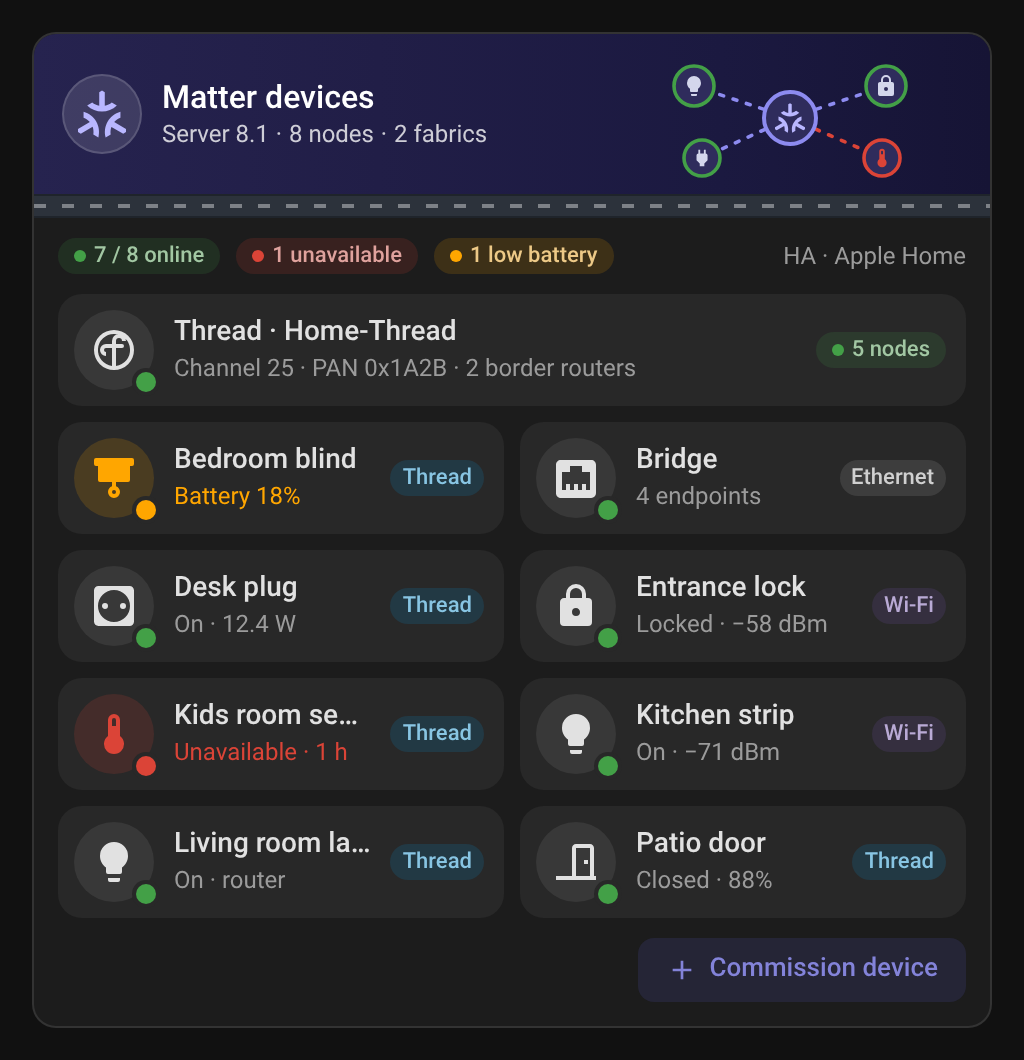 Matter devices
Server 8.1 · 8 nodes · 2 fabrics
7 / 8 online
1 unavailable
1 low battery
HA · Apple Home
Thread · Home-Thread
Channel 25 · PAN 0x1A2B · 2 border routers
5 nodes
Bedroom blind
Battery 18%
Thread
Bridge
4 endpoints
Ethernet
Desk plug
On · 12.4 W
Thread
Entrance lock
Locked · −58 dBm
Wi-Fi
Kids room se…
Unavailable · 1 h
Thread
Kitchen strip
On · −71 dBm
Wi-Fi
Living room la…
On · router
Thread
Patio door
Closed · 88%
Thread
+ Commission device